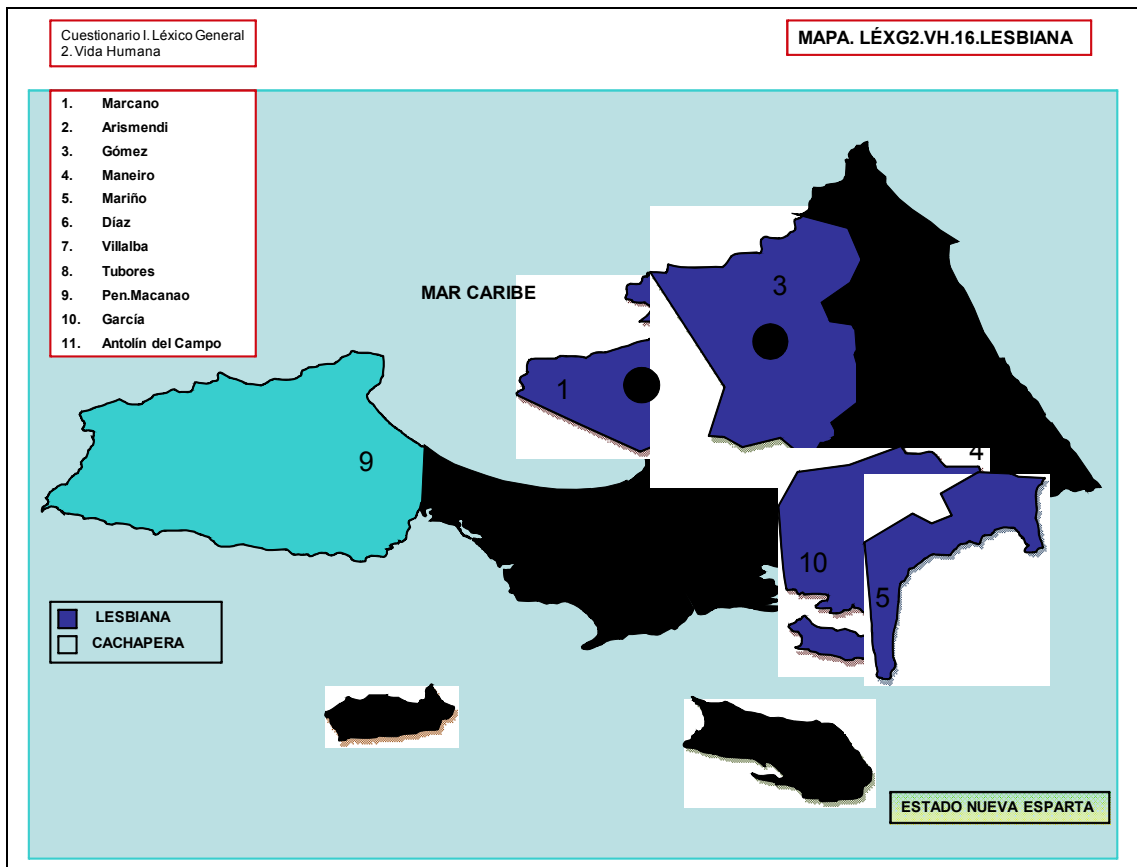 Cuestionario I. Léxico General
2. Vida Humana
MAPA. LÉXG2.VH.16.LESBIANA
1. Marcano
2. Arismendi
3. Gómez
4. Maneiro
5. Mariño
6. Díaz
7. Villalba
8. Tubores
9. Pen.Macanao
10. García
11. Antolín del Campo
MAR CARIBE
3
1
9
4
10
5
LESBIANA
CACHAPERA
ESTADO NUEVA ESPARTA